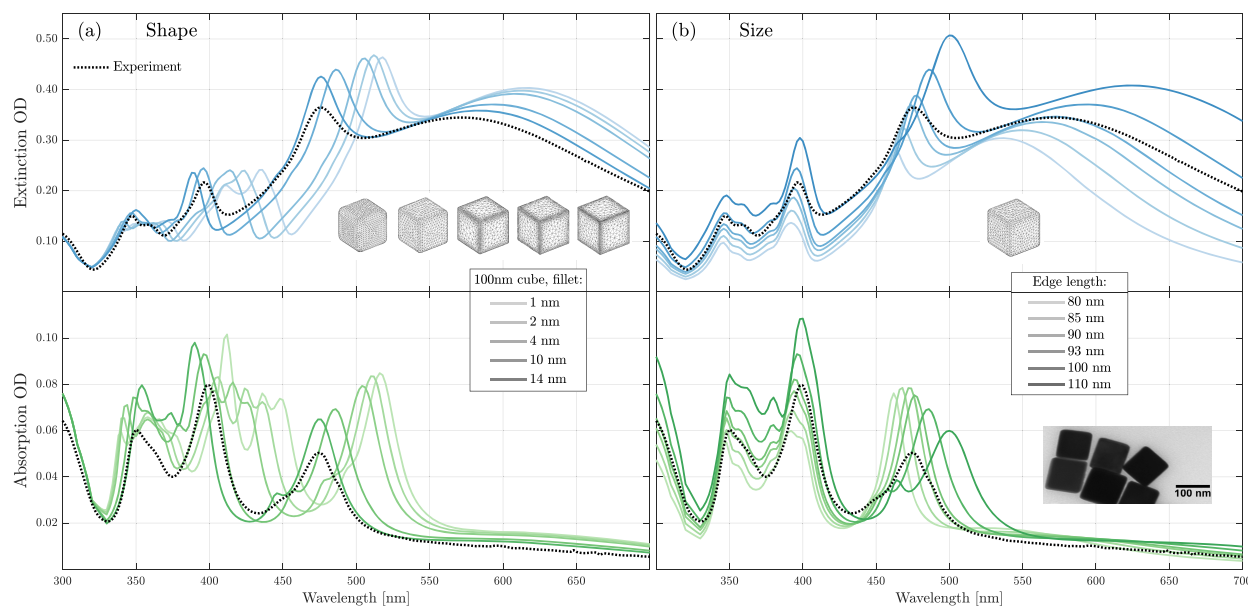 (a) Shape
Experiment
Extinction OD
0.50
0.40
0.30
0.20
0.10
100nm cube, fillet:
1 nm
2 nm
4 nm
10 nm
14 nm
Absorption OD
0.10
0.08
0.06
0.04
0.02
300 350 400 450 500 550 600 650
Wavelength [nm]
(b) Size
Edge length:
80 nm
85 nm
90 nm
93 nm
100 nm
110 nm
100 nm
350 400 450 500 550 600 650 700
Wavelength [nm]